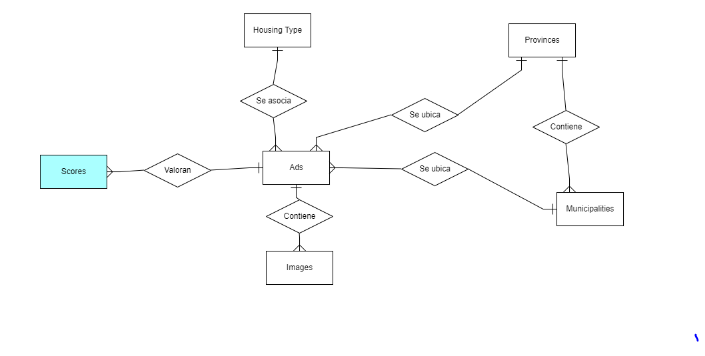 Housing Type
Provinces
Se asocia
Se ubica
Contiene
Scores
Valoran
Ads
Se ubica
Municipalities
Contiene
Images